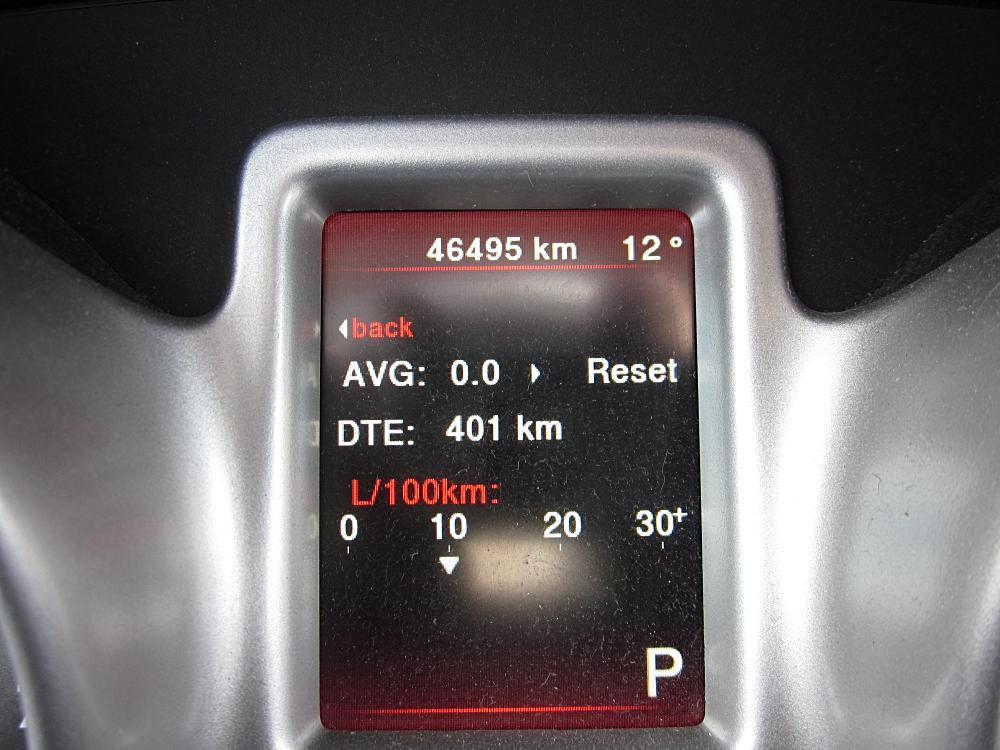 46495 km 12°
back
AVG: 0.0 Reset
DTE: 401 km
L/100km:
0 10 20 30+
P